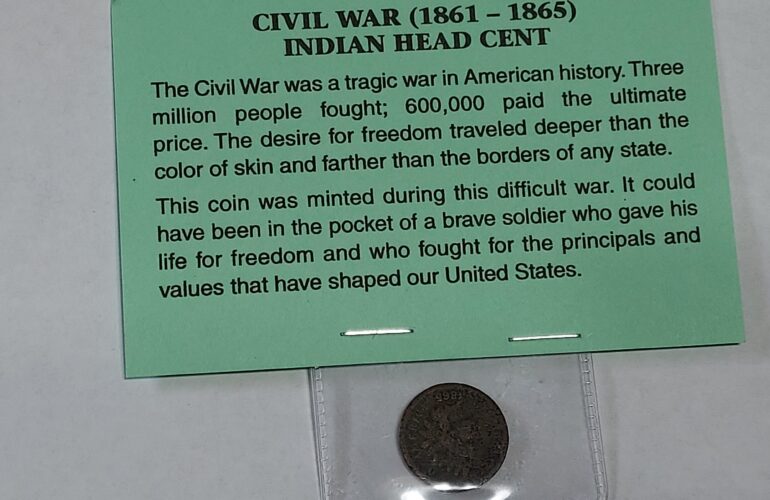 CIVIL WAR (1861 – 1865)
INDIAN HEAD CENT
The Civil War was a tragic war in American history. Three
million people fought; 600,000 paid the ultimate
price. The desire for freedom traveled deeper than the
color of skin and farther than the borders of any state.
This coin was minted during this difficult war. It could
have been in the pocket of a brave soldier who gave his
life for freedom and who fought for the principals and
values that have shaped our United States.